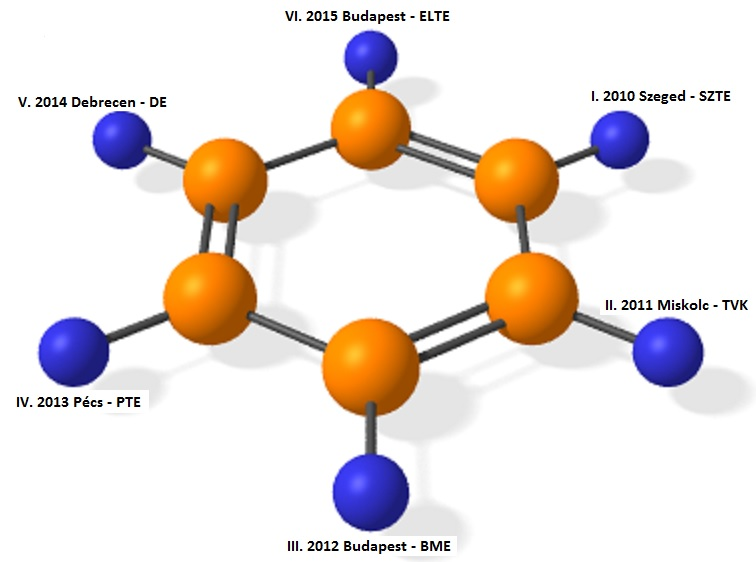 VI. 2015 Budapest - ELTE
V. 2014 Debrecen - DE
I. 2010 Szeged - SZTE
II. 2011 Miskolc - TVK
IV. 2013 Pécs - PTE
III. 2012 Budapest - BME